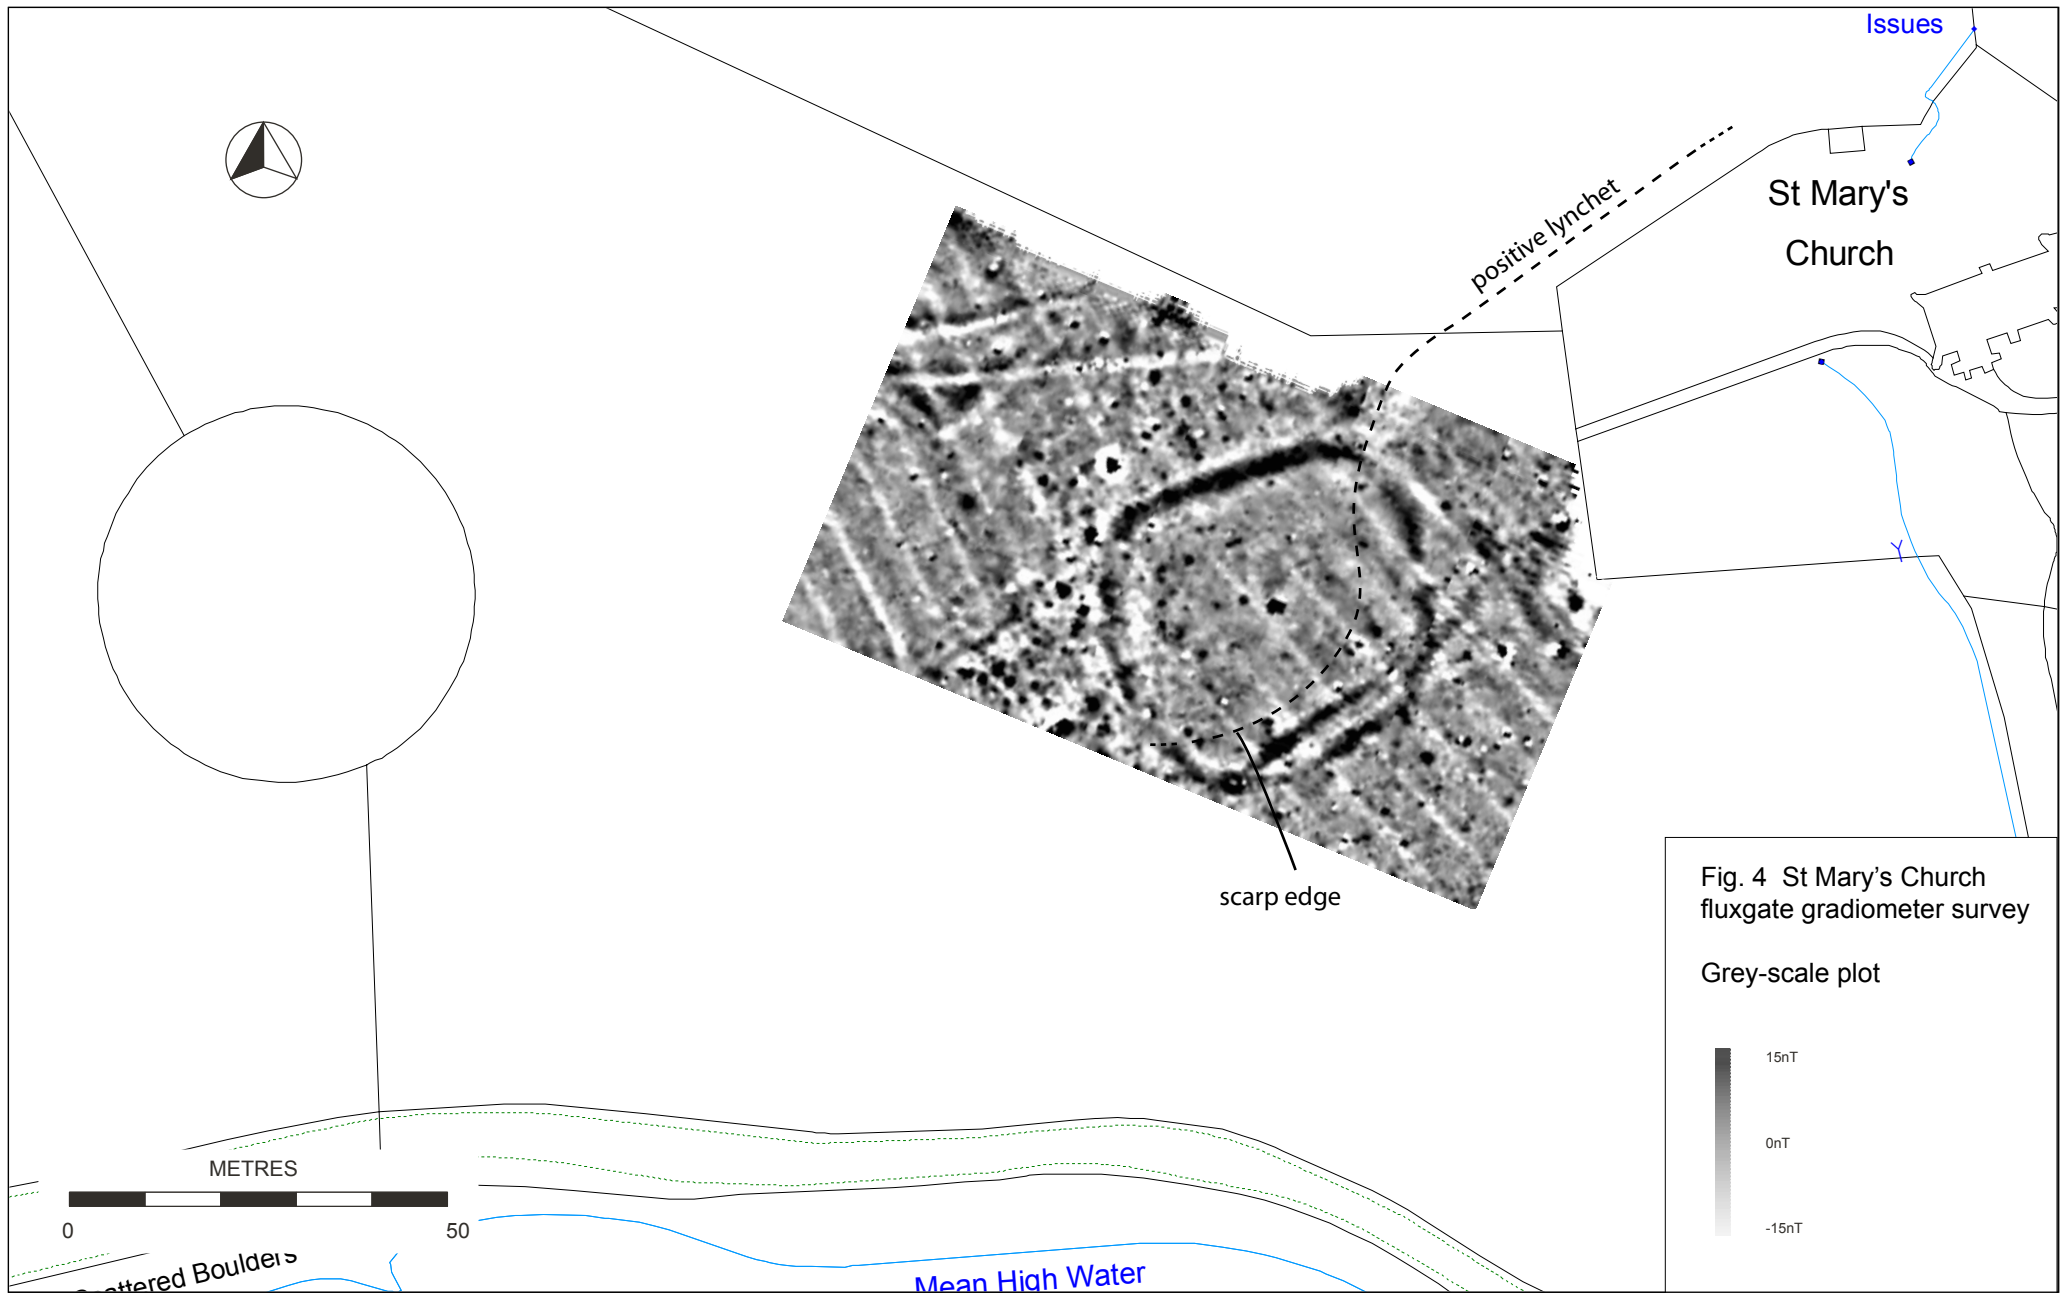 Issues
positive lynchet
St Mary's
Church
Y
scarp edge
Fig. 4 St Mary’s Church
fluxgate gradiometer survey
Grey-scale plot
15nT
0nT
-15nT
METRES
0 50
Scattered Boulders
Mean High Water